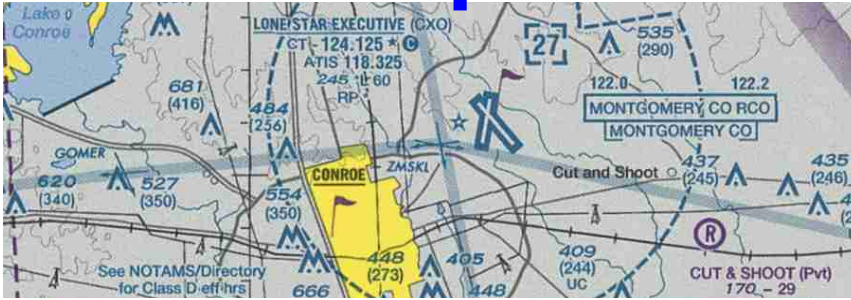 Lake
Conroe
681
(416)
GOMER
620
(340)
527
(350)
See NOTAMS/Directory
for Class D eff hrs
LONE STAR EXECUTIVE (CXO)
CT - 124.125 * C
ATIS 118.325
245 L 60
RP
484
(256)
CONROE
ZMSKL
554
(350)
448
(273)
666
405
448
[27]
535
(290)
122.0 122.2
MONTGOMERY CO RCO
MONTGOMERY CO
Cut and Shoot
437
(245)
435
(246)
409
(244)
UC
R
CUT & SHOOT (Pvt)
170 - 29